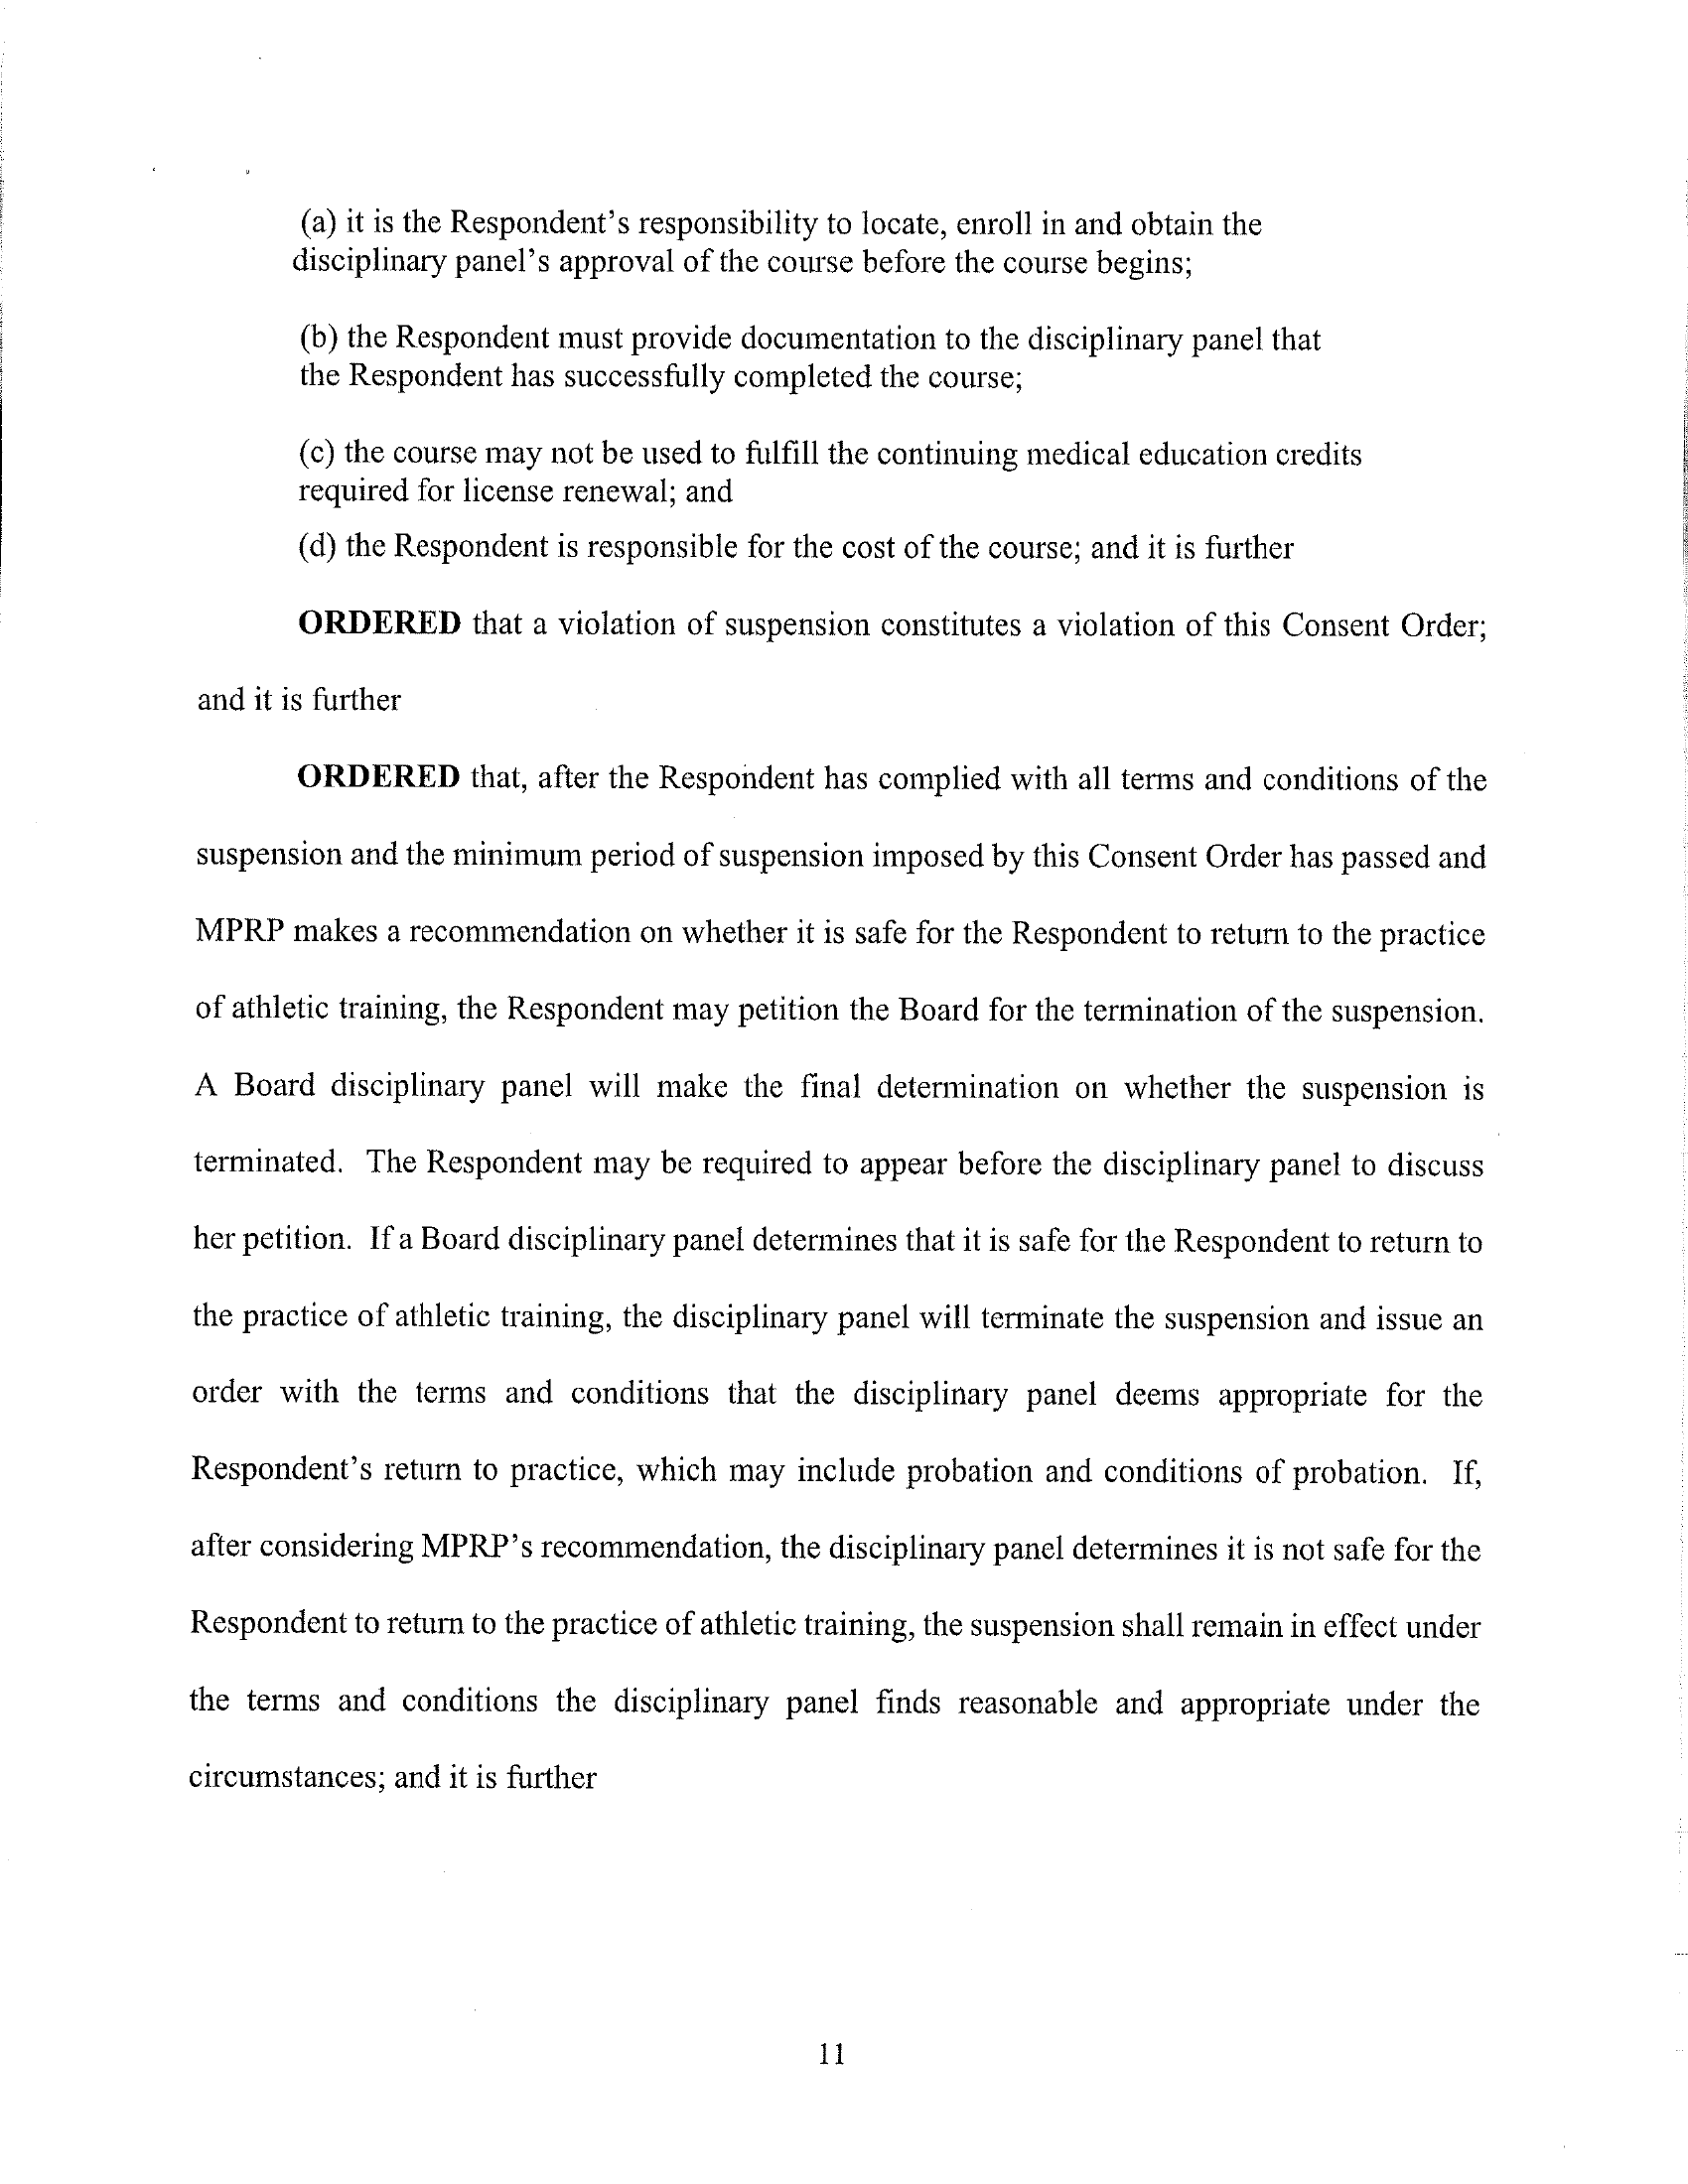 (a) it is the Respondent's responsibility to locate, enroll in and obtain the
disciplinary panel's approval of the course before the course begins;
(b) the Respondent must provide documentation to the disciplinary panel that
the Respondent has successfully completed the course;
(c) the course may not be used to fulfill the continuing medical education credits
required for license renewal; and
(d) the Respondent is responsible for the cost of the course; and it is further
ORDERED that a violation of suspension constitutes a violation of this Consent Order;
and it is further
ORDERED that, after the Respondent has complied with all terms and conditions of the
suspension and the minimum period of suspension imposed by this Consent Order has passed and
MPRP makes a recommendation on whether it is safe for the Respondent to return to the practice
of athletic training, the Respondent may petition the Board for the termination of the suspension.
A Board disciplinary panel will make the final determination on whether the suspension is
terminated. The Respondent may be required to appear before the disciplinary panel to discuss
her petition. If a Board disciplinary panel determines that it is safe for the Respondent to return to
the practice of athletic training, the disciplinary panel will terminate the suspension and issue an
order with the terms and conditions that the disciplinary panel deems appropriate for the
Respondent's return to practice, which may include probation and conditions of probation. If,
after considering MPRP's recommendation, the disciplinary panel determines it is not safe for the
Respondent to return to the practice of athletic training, the suspension shall remain in effect under
the terms and conditions the disciplinary panel finds reasonable and appropriate under the
circumstances; and it is further
11